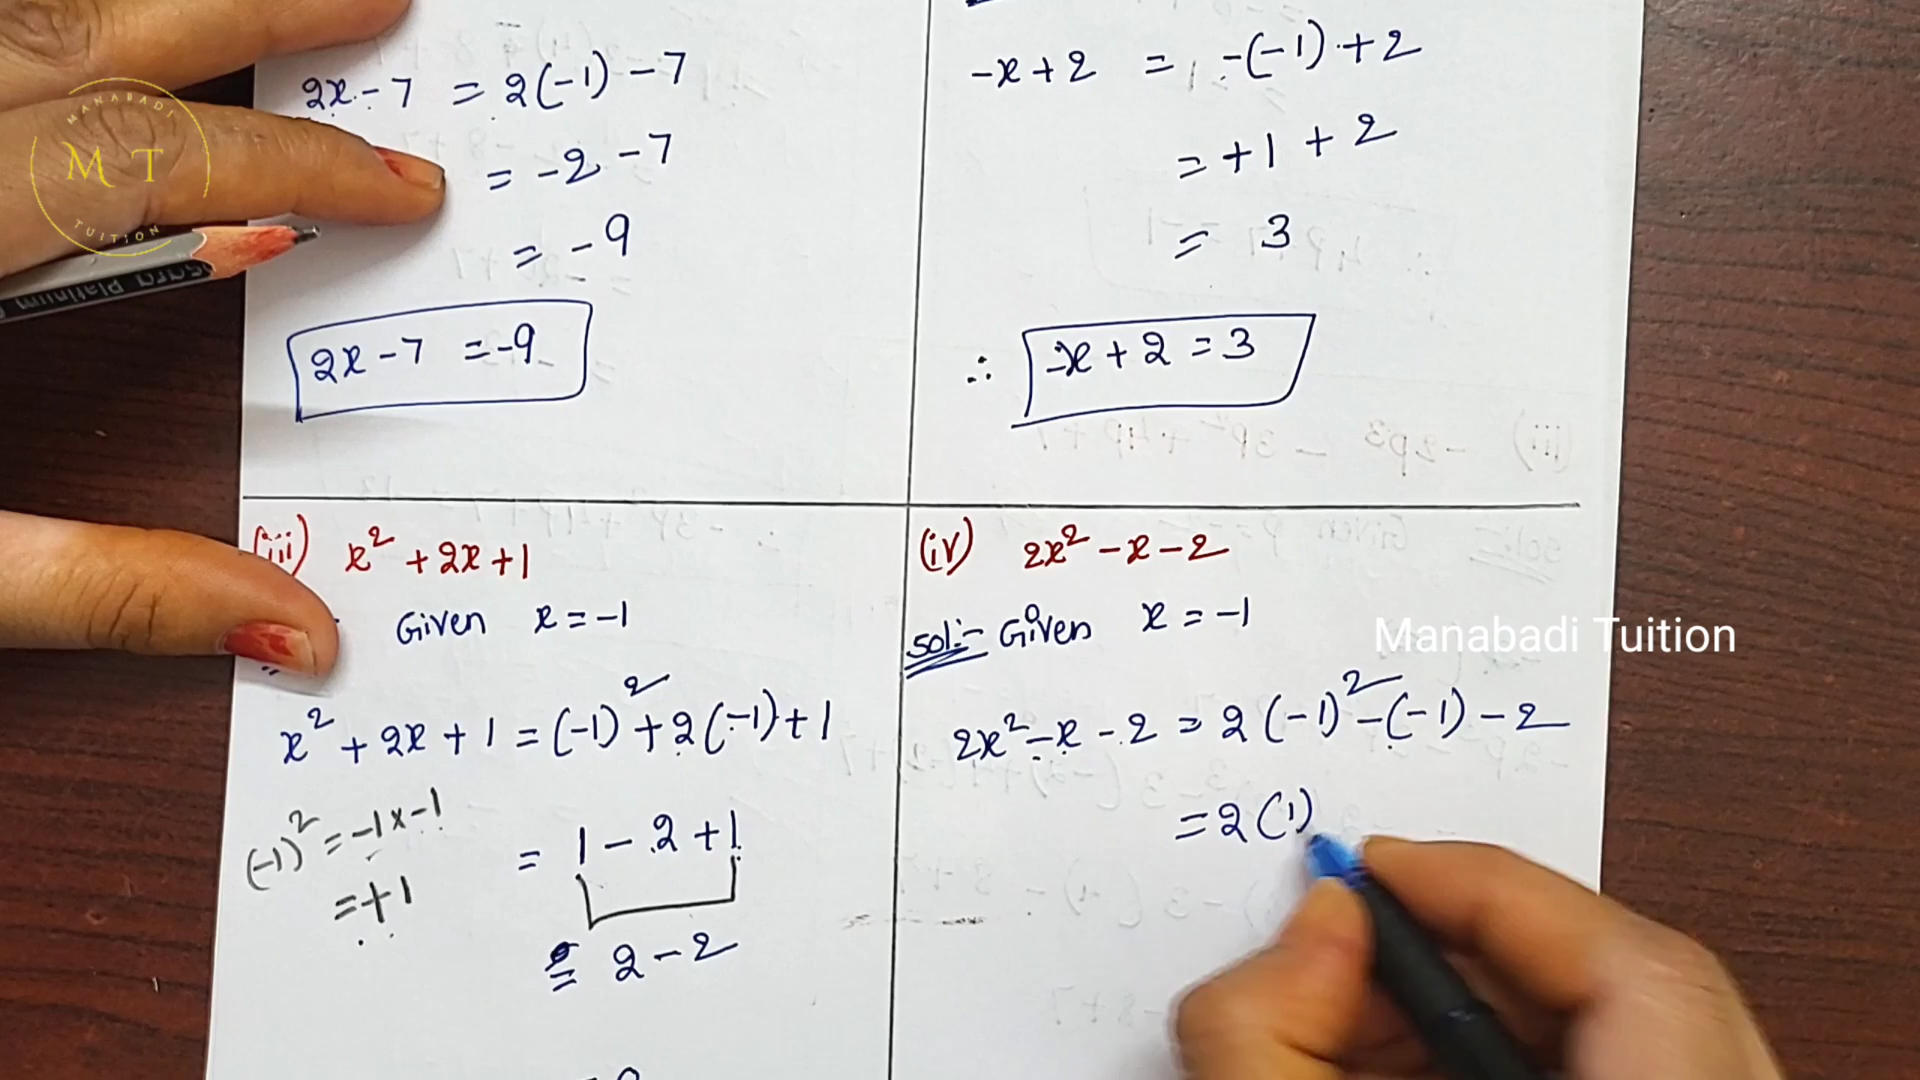 2x - 7 = 2(-1) - 7
= -2 - 7
= -9
2x - 7 = -9
-x + 2 = -(-1) + 2
= +1 + 2
= 3
∴ -x + 2 = 3
(iii) x² + 2x + 1
Given x = -1
x² + 2x + 1 = (-1)² + 2(-1) + 1
(-1)² = -1 x -1
= +1
= 1 - 2 + 1
= 2 - 2
(iv) 2x² - x - 2
Sol:- Given x = -1
2x² - x - 2 = 2(-1)² - (-1) - 2
= 2(1)
Manabadi Tuition
MANABADI
M T
TUITION
Platinum